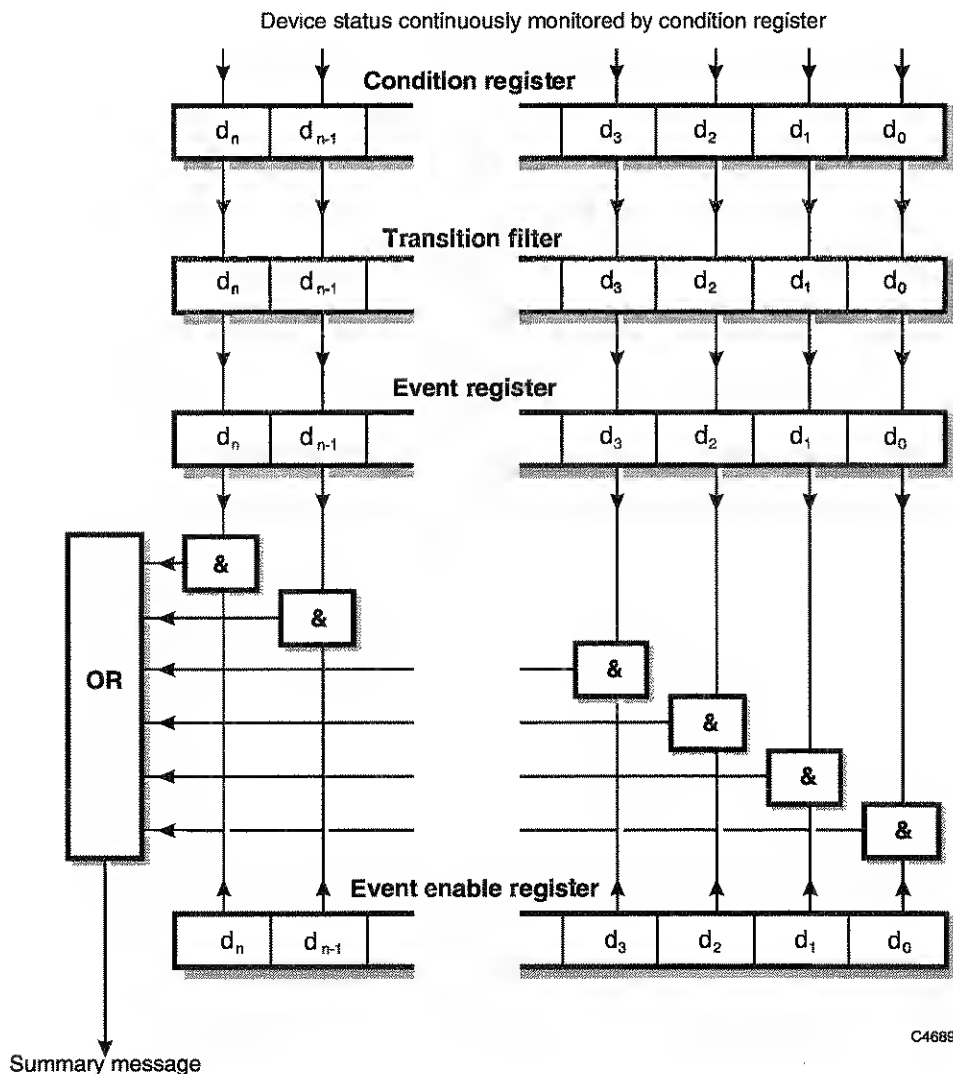 Device status continuously monitored by condition register
Condition register
dₙ dₙ₋₁ d₃ d₂ d₁ d₀
Transition filter
dₙ dₙ₋₁ d₃ d₂ d₁ d₀
Event register
dₙ dₙ₋₁ d₃ d₂ d₁ d₀
&
&
&
OR
&
&
&
Event enable register
dₙ dₙ₋₁ d₃ d₂ d₁ d₀
C4689
Summary message